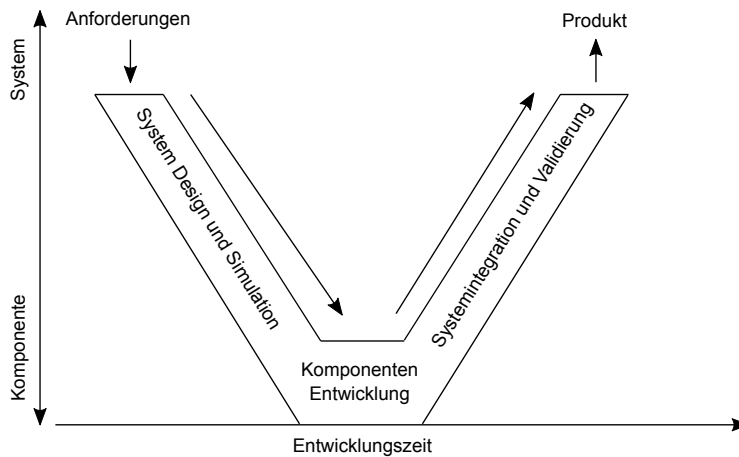 Anforderungen
Produkt
System
System Design und Simulation
Systemintegration und Validierung
Komponente
Komponenten
Entwicklung
Entwicklungszeit